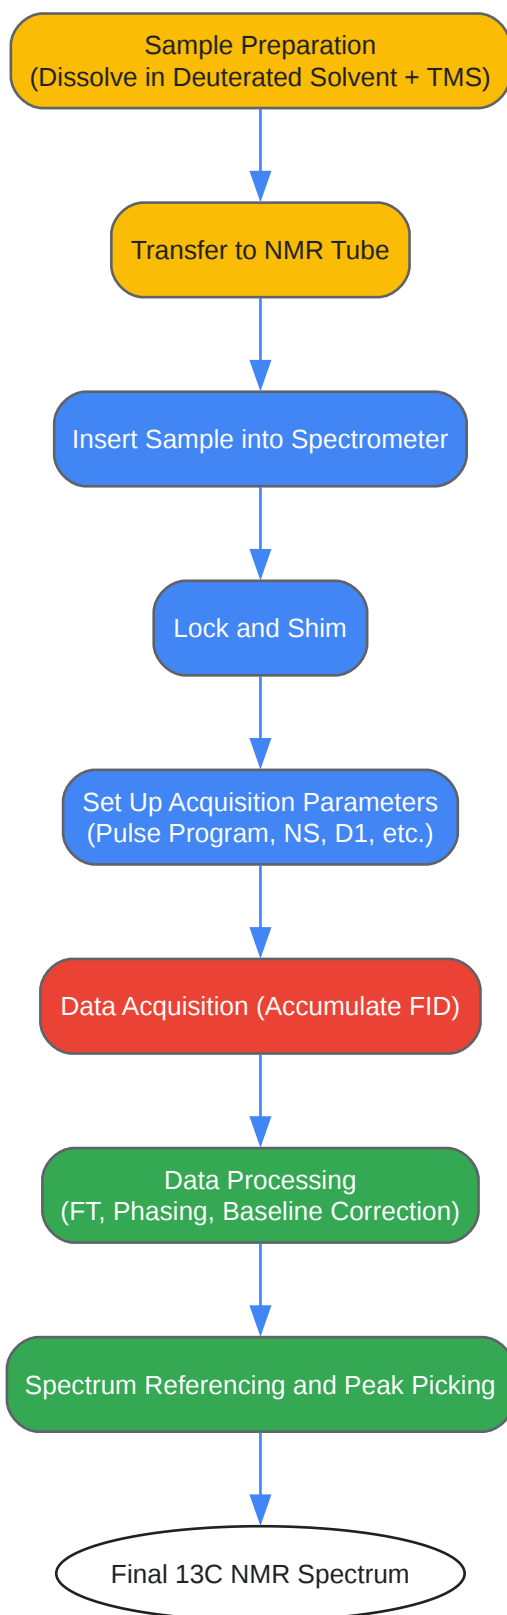 Sample Preparation
(Dissolve in Deuterated Solvent + TMS)
Transfer to NMR Tube
Insert Sample into Spectrometer
Lock and Shim
Set Up Acquisition Parameters
(Pulse Program, NS, D1, etc.)
Data Acquisition (Accumulate FID)
Data Processing
(FT, Phasing, Baseline Correction)
Spectrum Referencing and Peak Picking
Final 13C NMR Spectrum